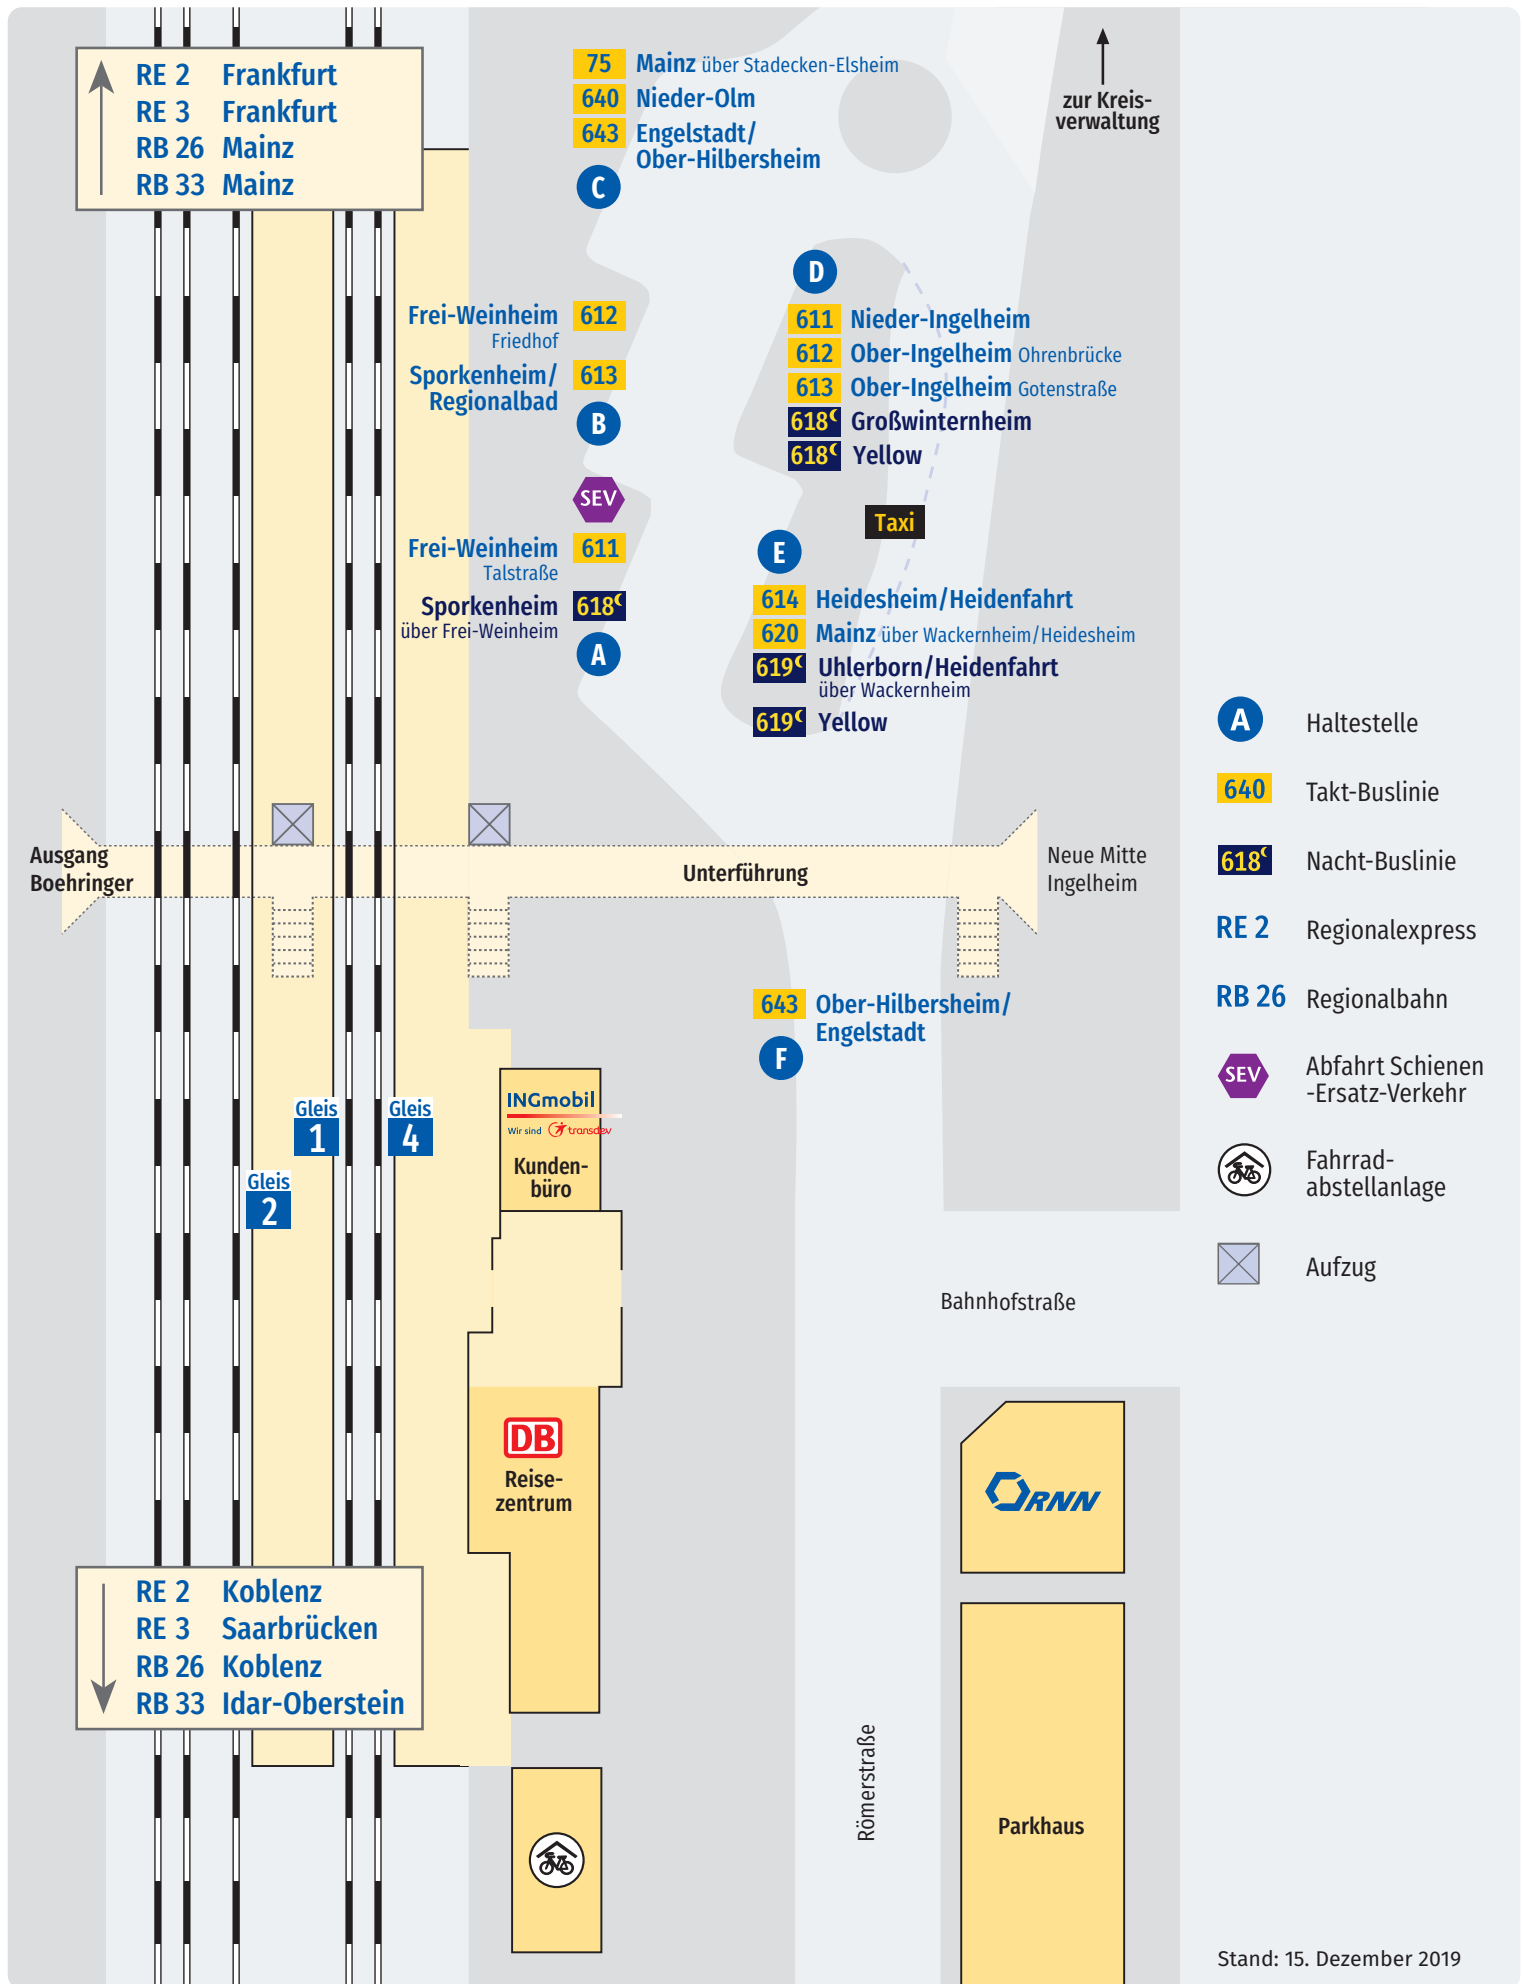 RE 2 Frankfurt
RE 3 Frankfurt
RB 26 Mainz
RB 33 Mainz
75 Mainz über Stadecken-Elsheim
640 Nieder-Olm
643 Engelstadt/
Ober-Hilbersheim
C
zur Kreis-
verwaltung
Frei-Weinheim 612
Friedhof
Sporkenheim/ 613
Regionalbad
B
SEV
Frei-Weinheim 611
Talstraße
Sporkenheim 618
über Frei-Weinheim
A
D
611 Nieder-Ingelheim
612 Ober-Ingelheim Ohrenbrücke
613 Ober-Ingelheim Gotenstraße
618 Großwinternheim
618 Yellow
Taxi
E
614 Heidesheim/Heidenfahrt
620 Mainz über Wackernheim/Heidesheim
619 Uhlerborn/Heidenfahrt
über Wackernheim
619 Yellow
Ausgang
Boehringer
Unterführung
Neue Mitte
Ingelheim
643 Ober-Hilbersheim/
Engelstadt
F
Gleis
1
Gleis
4
Gleis
2
INGmobil
Wir sind transdev
Kunden-
büro
Bahnhofstraße
DB
Reise-
zentrum
RNN
RE 2 Koblenz
RE 3 Saarbrücken
RB 26 Koblenz
RB 33 Idar-Oberstein
Römerstraße
Parkhaus
A Haltestelle
640 Takt-Buslinie
618 Nacht-Buslinie
RE 2 Regionalexpress
RB 26 Regionalbahn
SEV Abfahrt Schienen
-Ersatz-Verkehr
Fahrrad-
abstellanlage
Aufzug
Stand: 15. Dezember 2019